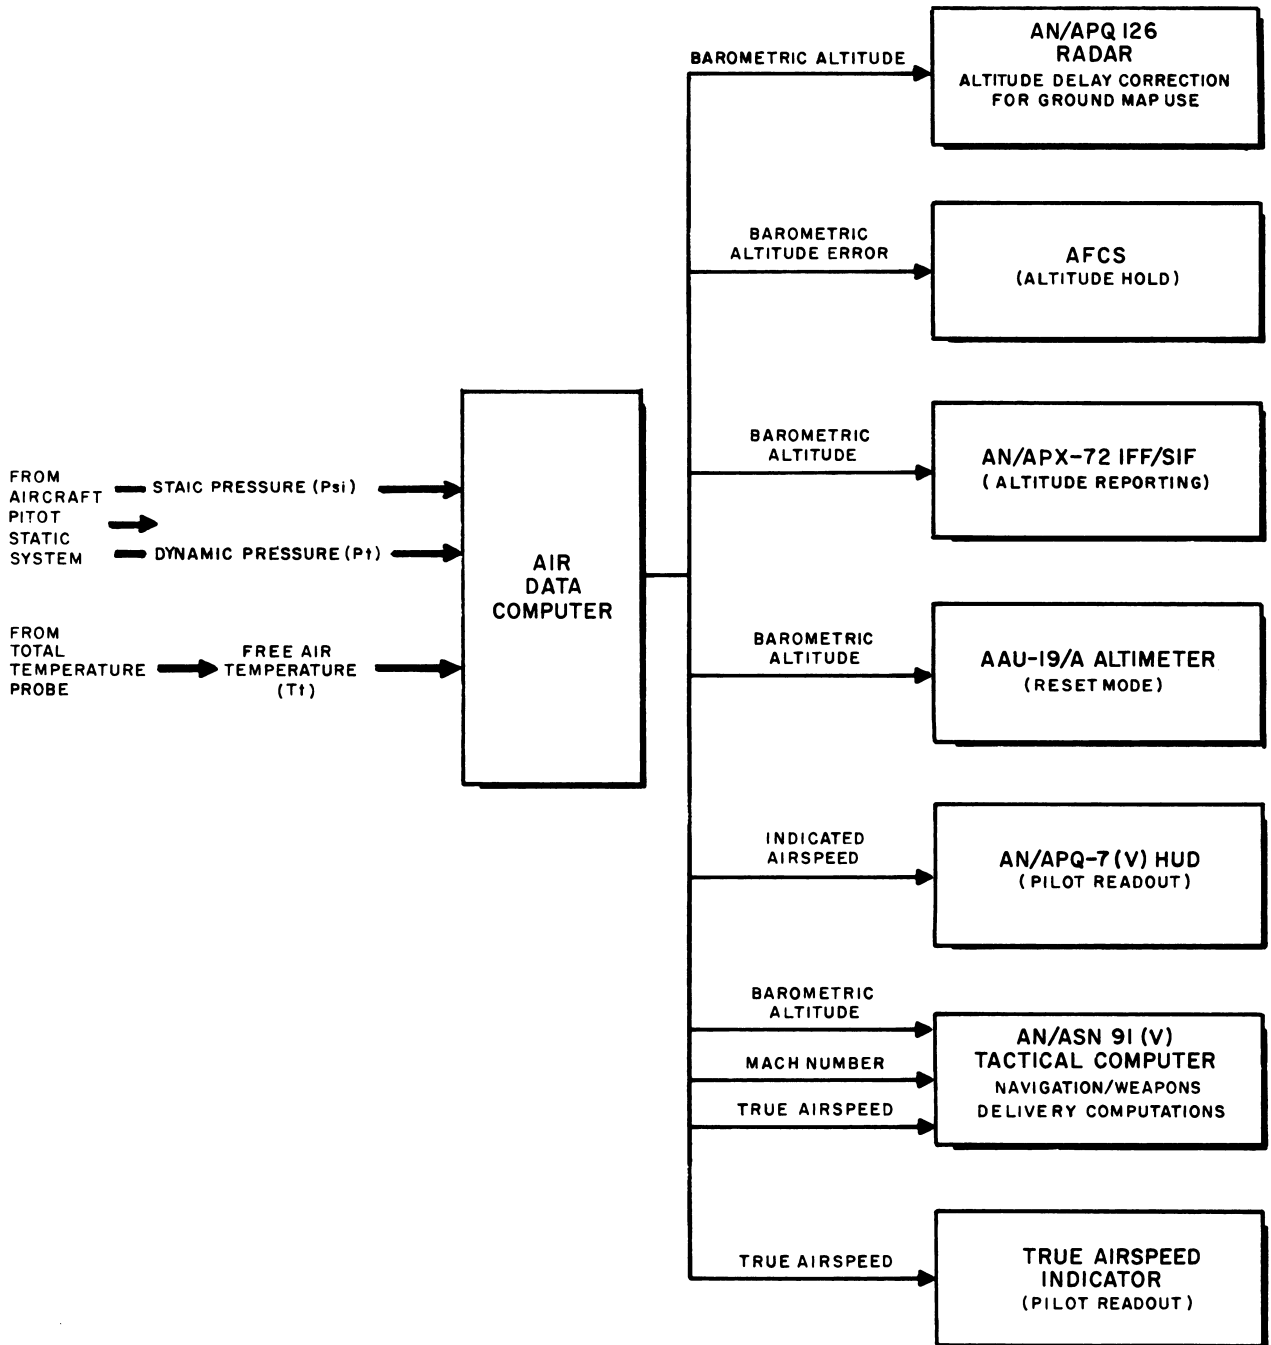 BAROMETRIC ALTITUDE
AN/APQ 126
RADAR
ALTITUDE DELAY CORRECTION
FOR GROUND MAP USE
BAROMETRIC
ALTITUDE ERROR
AFCS
(ALTITUDE HOLD)
BAROMETRIC
ALTITUDE
AN/APX-72 IFF/SIF
(ALTITUDE REPORTING)
FROM
AIRCRAFT
PITOT
STATIC
SYSTEM
STAIC PRESSURE (Psi)
DYNAMIC PRESSURE (Pt)
FROM
TOTAL
TEMPERATURE
PROBE
FREE AIR
TEMPERATURE
(Tt)
AIR
DATA
COMPUTER
BAROMETRIC
ALTITUDE
AAU-19/A ALTIMETER
(RESET MODE)
INDICATED
AIRSPEED
AN/APQ-7 (V) HUD
(PILOT READOUT)
BAROMETRIC
ALTITUDE
MACH NUMBER
TRUE AIRSPEED
AN/ASN 91 (V)
TACTICAL COMPUTER
NAVIGATION/WEAPONS
DELIVERY COMPUTATIONS
TRUE AIRSPEED
TRUE AIRSPEED
INDICATOR
(PILOT READOUT)